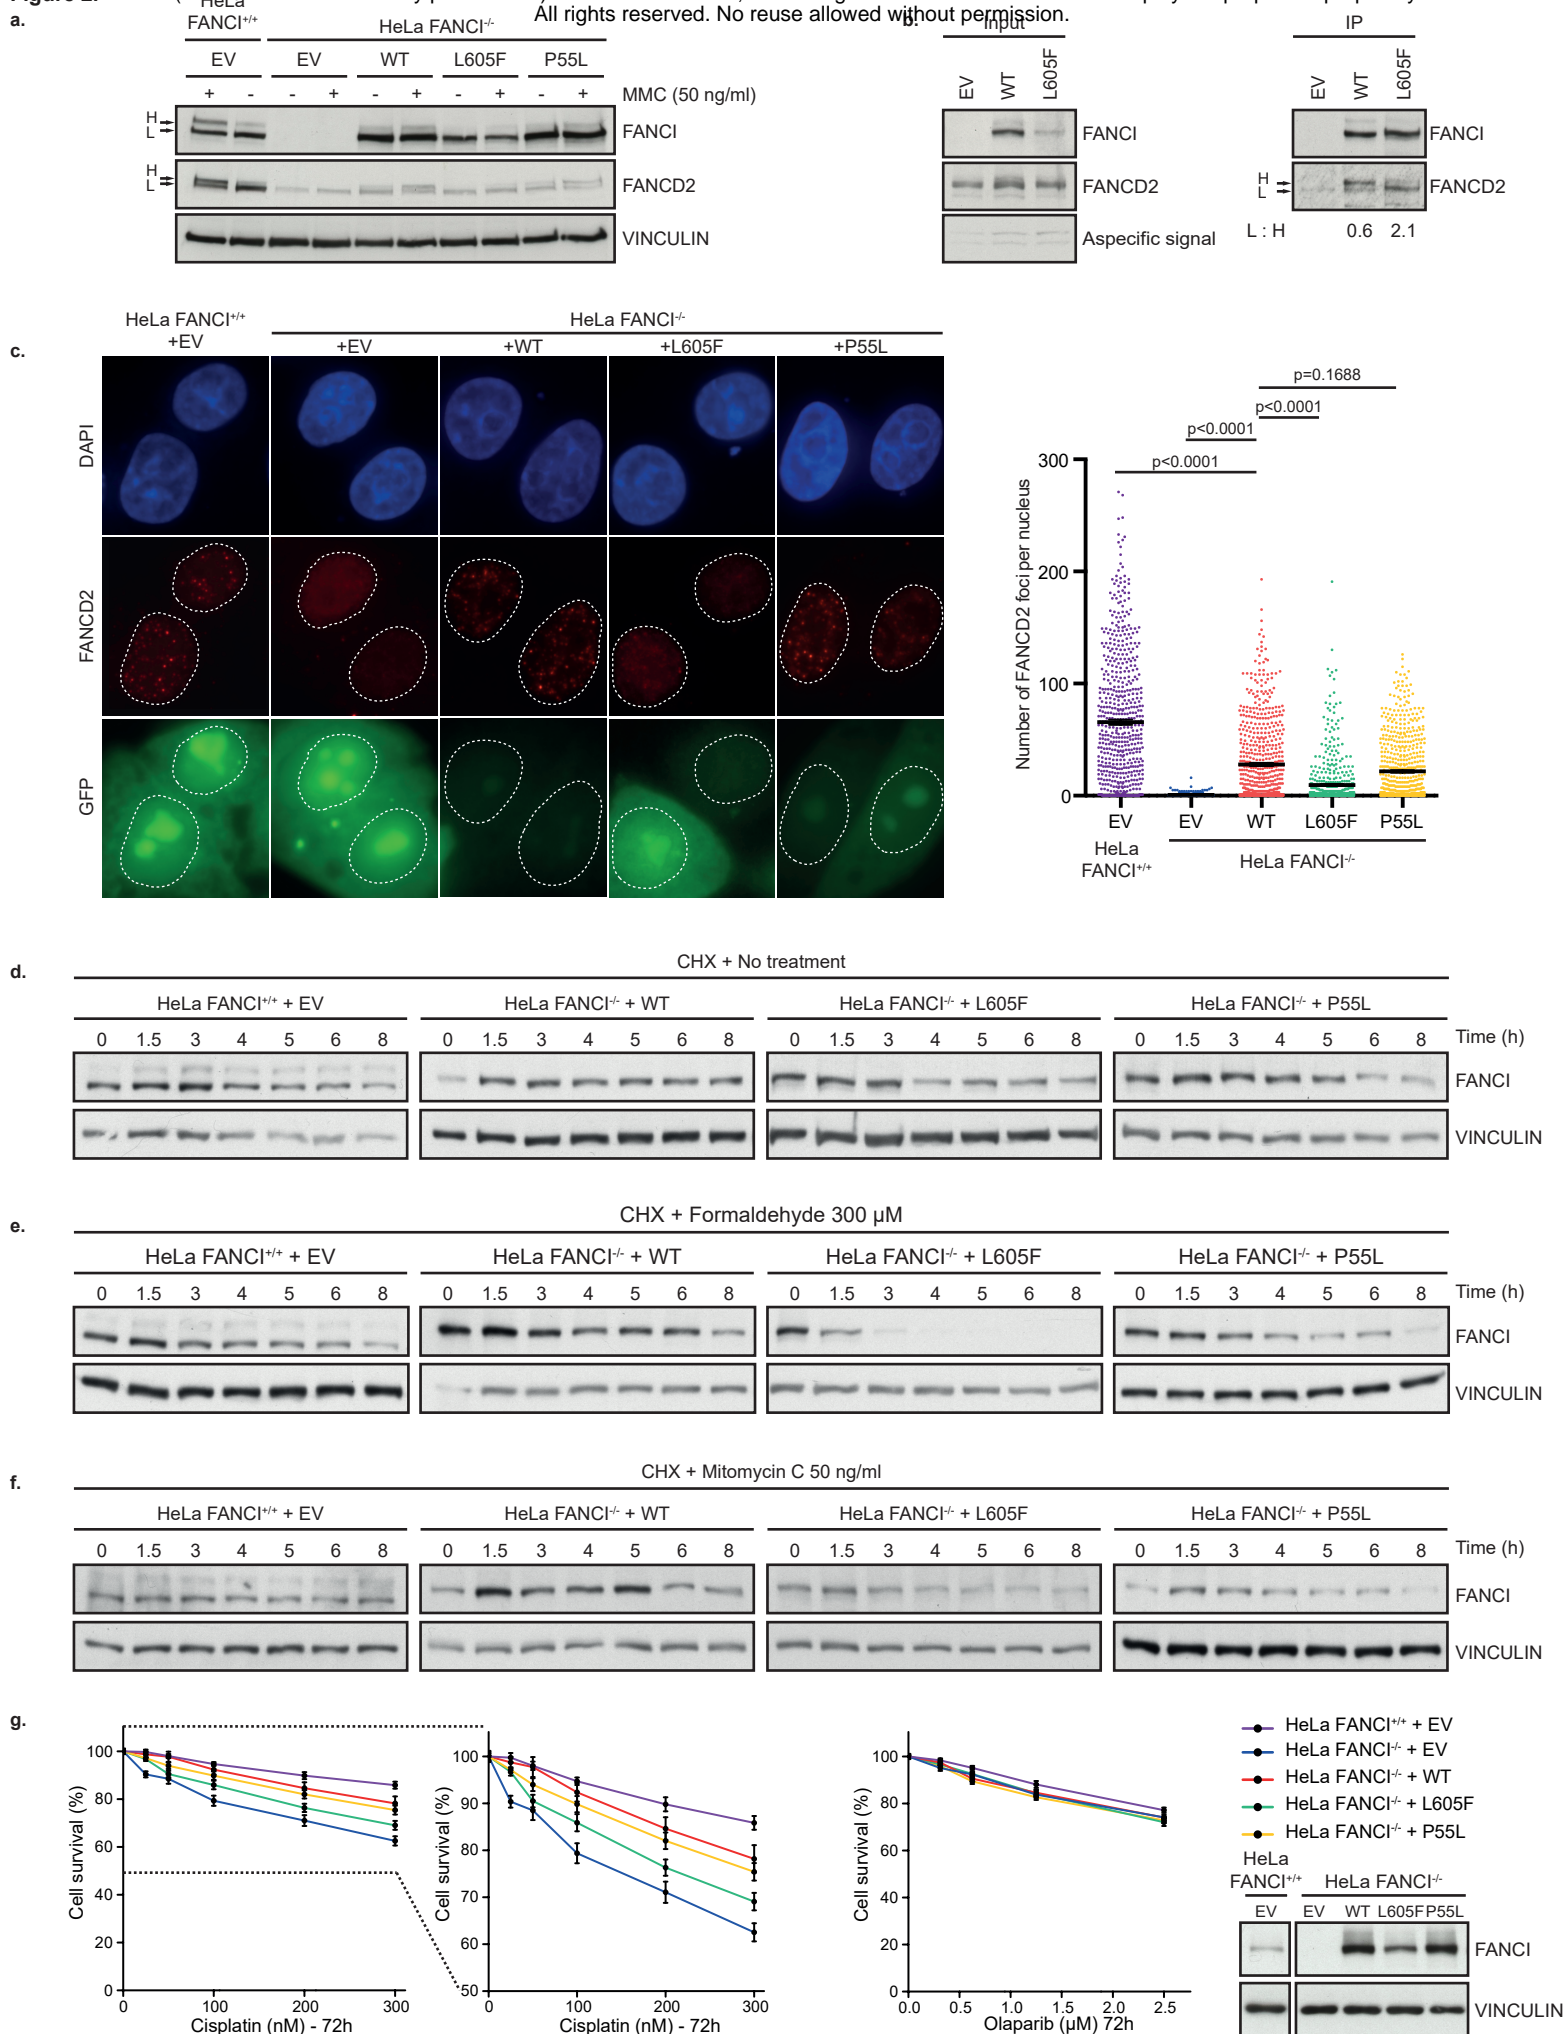 All rights reserved. No reuse allowed without permission.
a.
HeLa
FANCI+/+
HeLa FANCI-/-
EV EV WT L605F P55L
+ - - + - + - + - + MMC (50 ng/ml)
H
L
FANCI
H
L
FANCD2
VINCULIN
b.
Input IP
EV WT L605F EV WT L605F
FANCI FANCI
FANCD2 H
L
FANCD2
Aspecific signal L : H 0.6 2.1
c.
HeLa FANCI+/+
+EV
HeLa FANCI-/-
+EV +WT +L605F +P55L
DAPI
FANCD2
GFP
p=0.1688
p<0.0001
p<0.0001
p<0.0001
Number of FANCD2 foci per nucleus
300
200
100
0
EV EV WT L605F P55L
HeLa
FANCI+/+
HeLa FANCI-/-
d.
CHX + No treatment
HeLa FANCI+/+ + EV HeLa FANCI-/- + WT HeLa FANCI-/- + L605F HeLa FANCI-/- + P55L
0 1.5 3 4 5 6 8 0 1.5 3 4 5 6 8 0 1.5 3 4 5 6 8 0 1.5 3 4 5 6 8 Time (h)
FANCI
VINCULIN
e.
CHX + Formaldehyde 300 µM
HeLa FANCI+/+ + EV HeLa FANCI-/- + WT HeLa FANCI-/- + L605F HeLa FANCI-/- + P55L
0 1.5 3 4 5 6 8 0 1.5 3 4 5 6 8 0 1.5 3 4 5 6 8 0 1.5 3 4 5 6 8 Time (h)
FANCI
VINCULIN
f.
CHX + Mitomycin C 50 ng/ml
HeLa FANCI+/+ + EV HeLa FANCI-/- + WT HeLa FANCI-/- + L605F HeLa FANCI-/- + P55L
0 1.5 3 4 5 6 8 0 1.5 3 4 5 6 8 0 1.5 3 4 5 6 8 0 1.5 3 4 5 6 8 Time (h)
FANCI
VINCULIN
g.
Cell survival (%)
100
80
60
40
20
0
0 100 200 300
Cisplatin (nM) - 72h
Cell survival (%)
100
90
80
70
60
50
0 100 200 300
Cisplatin (nM) - 72h
Cell survival (%)
100
80
60
40
20
0
0.0 0.5 1.0 1.5 2.0 2.5
Olaparib (µM) 72h
HeLa FANCI+/+ + EV
HeLa FANCI-/- + EV
HeLa FANCI-/- + WT
HeLa FANCI-/- + L605F
HeLa FANCI-/- + P55L
HeLa
FANCI+/+ HeLa FANCI-/-
EV EV WT L605F P55L
FANCI
VINCULIN